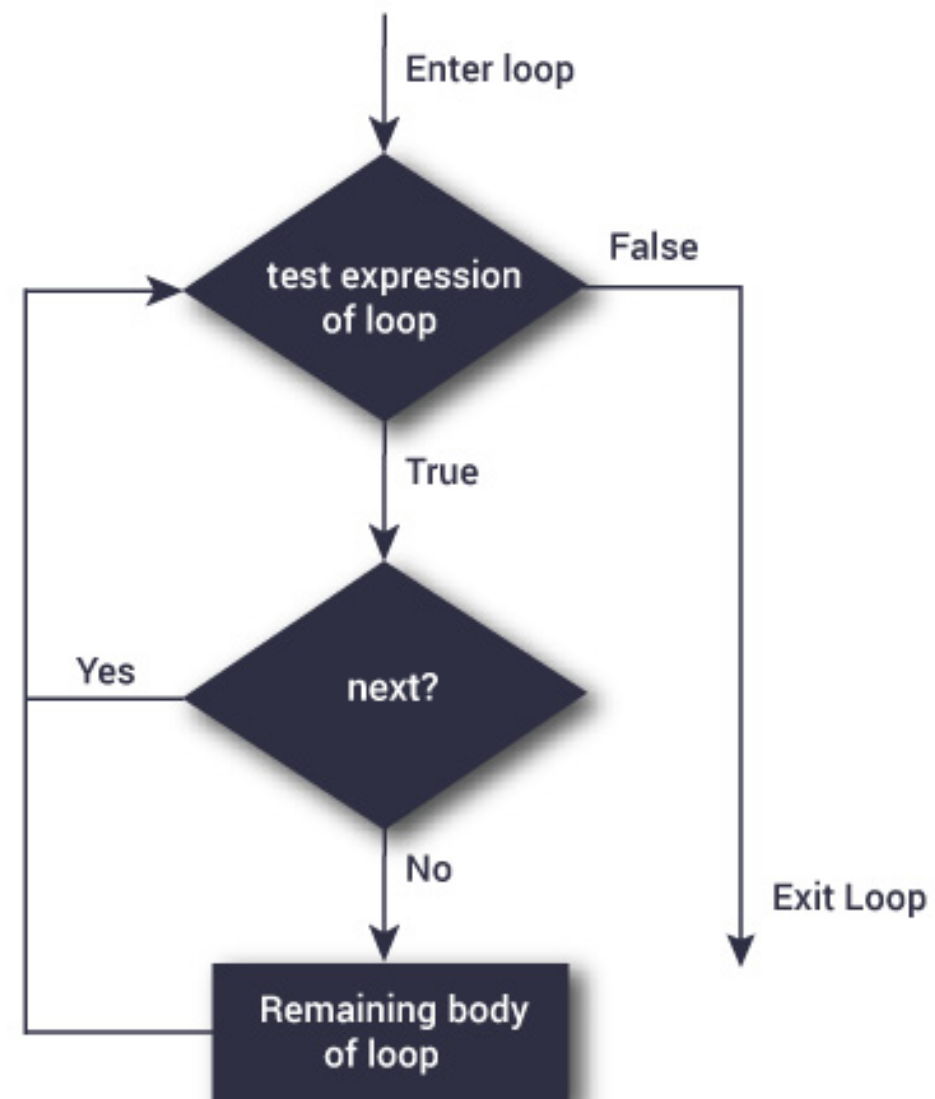 Enter loop
False
test expression
of loop
True
Yes
next?
No
Exit Loop
Remaining body
of loop